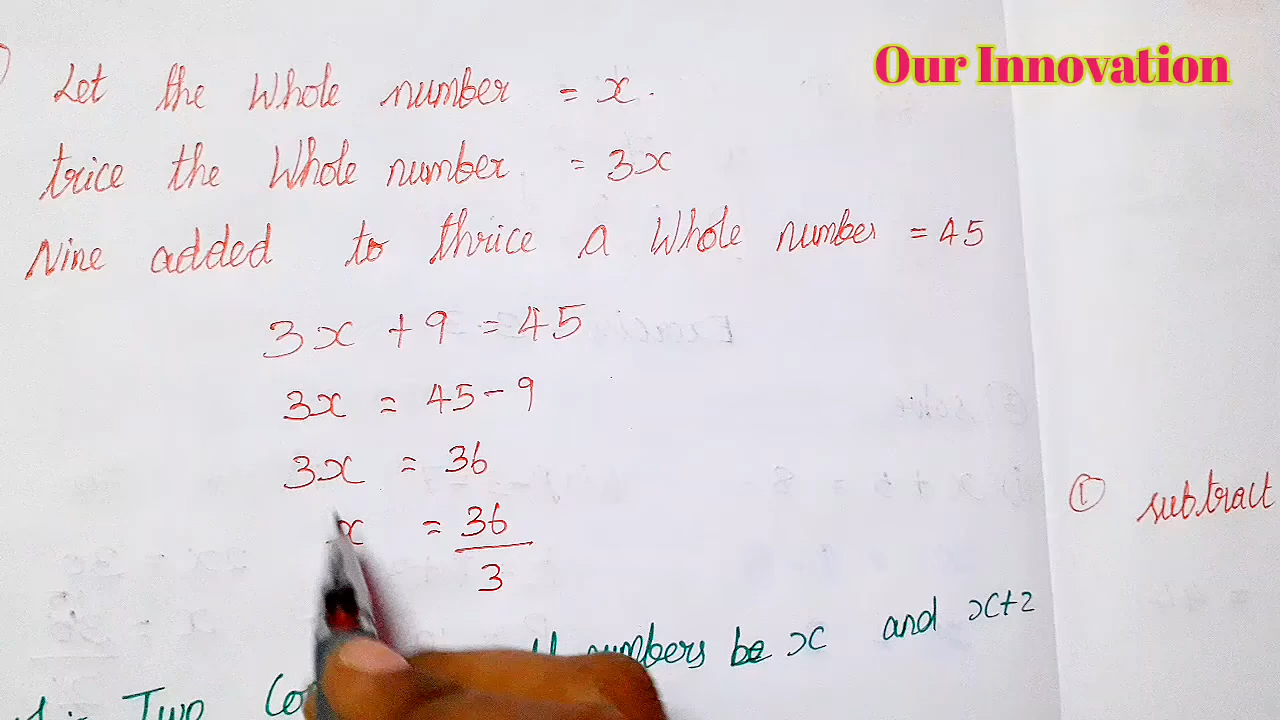 Our Innovation
Let the Whole number = x.
trice the Whole number = 3x
Nine added to thrice a Whole number = 45
3x + 9 = 45
3x = 45 - 9
3x = 36
x = 36
3
① subtract
numbers be x and x+2
Two